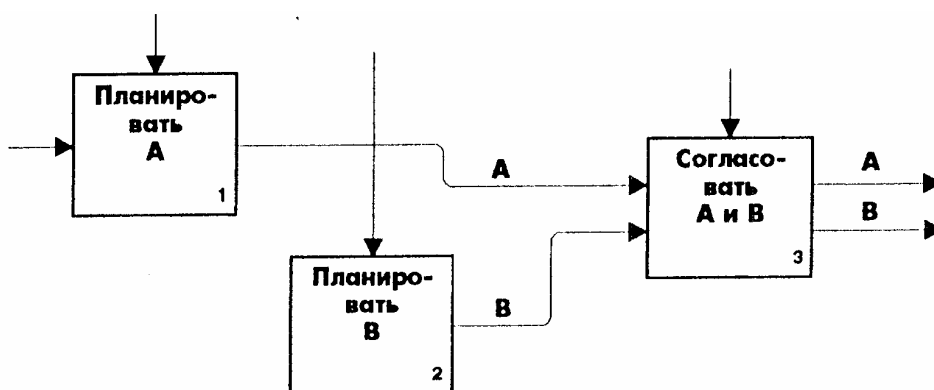 Планиро-
вать
А
1
А
Согласо-
вать
А и В
3
А
В
Планиро-
вать
В
2
В